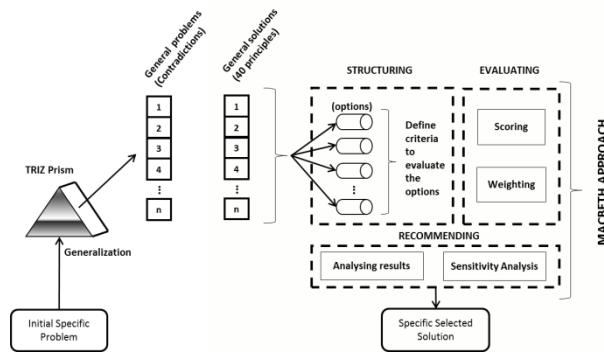 General problems
(Contradictions)
General solutions
(40 principles)
STRUCTURING
EVALUATING
(options)
1
2
3
4
n
1
2
3
4
n
Define
criteria
to
evaluate
the
options
Scoring
Weighting
TRIZ Prism
Generalization
RECOMMENDING
Analysing results
Sensitivity Analysis
MACBETH APPROACH
Initial Specific
Problem
Specific Selected
Solution